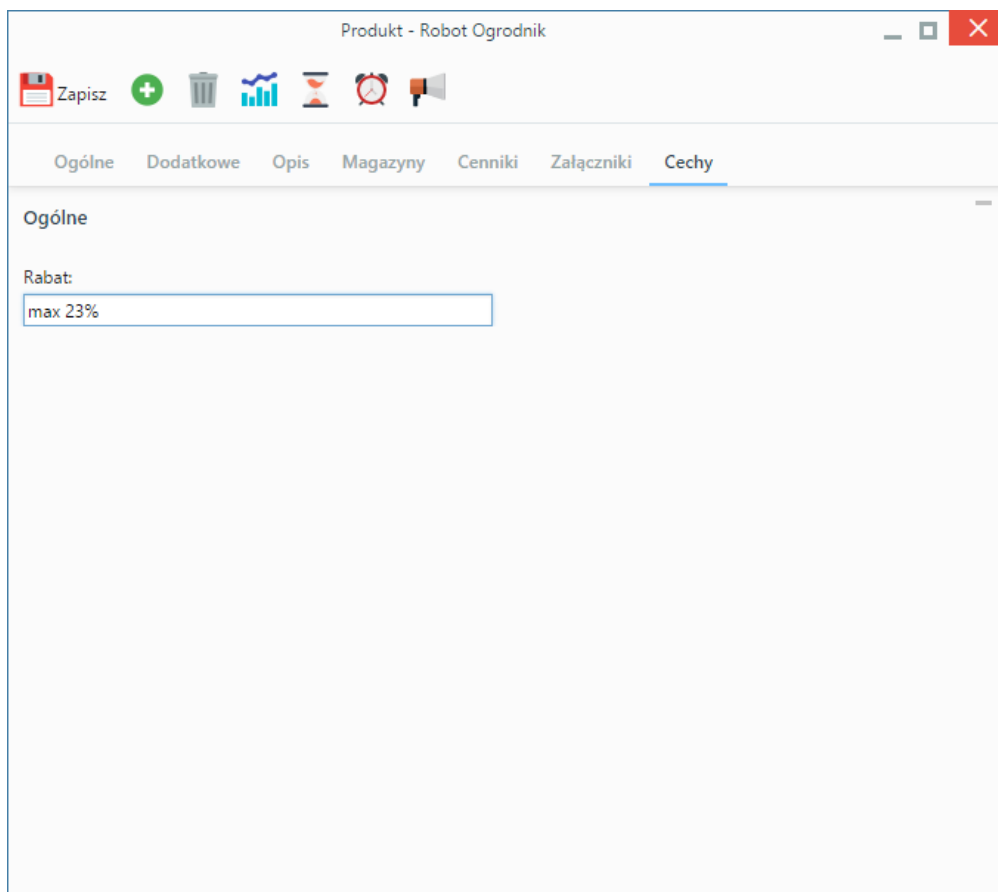 Produkt - Robot Ogrodnik
Zapisz
Ogólne Dodatkowe Opis Magazyny Cenniki Załączniki Cechy
Ogólne
Rabat:
max 23%